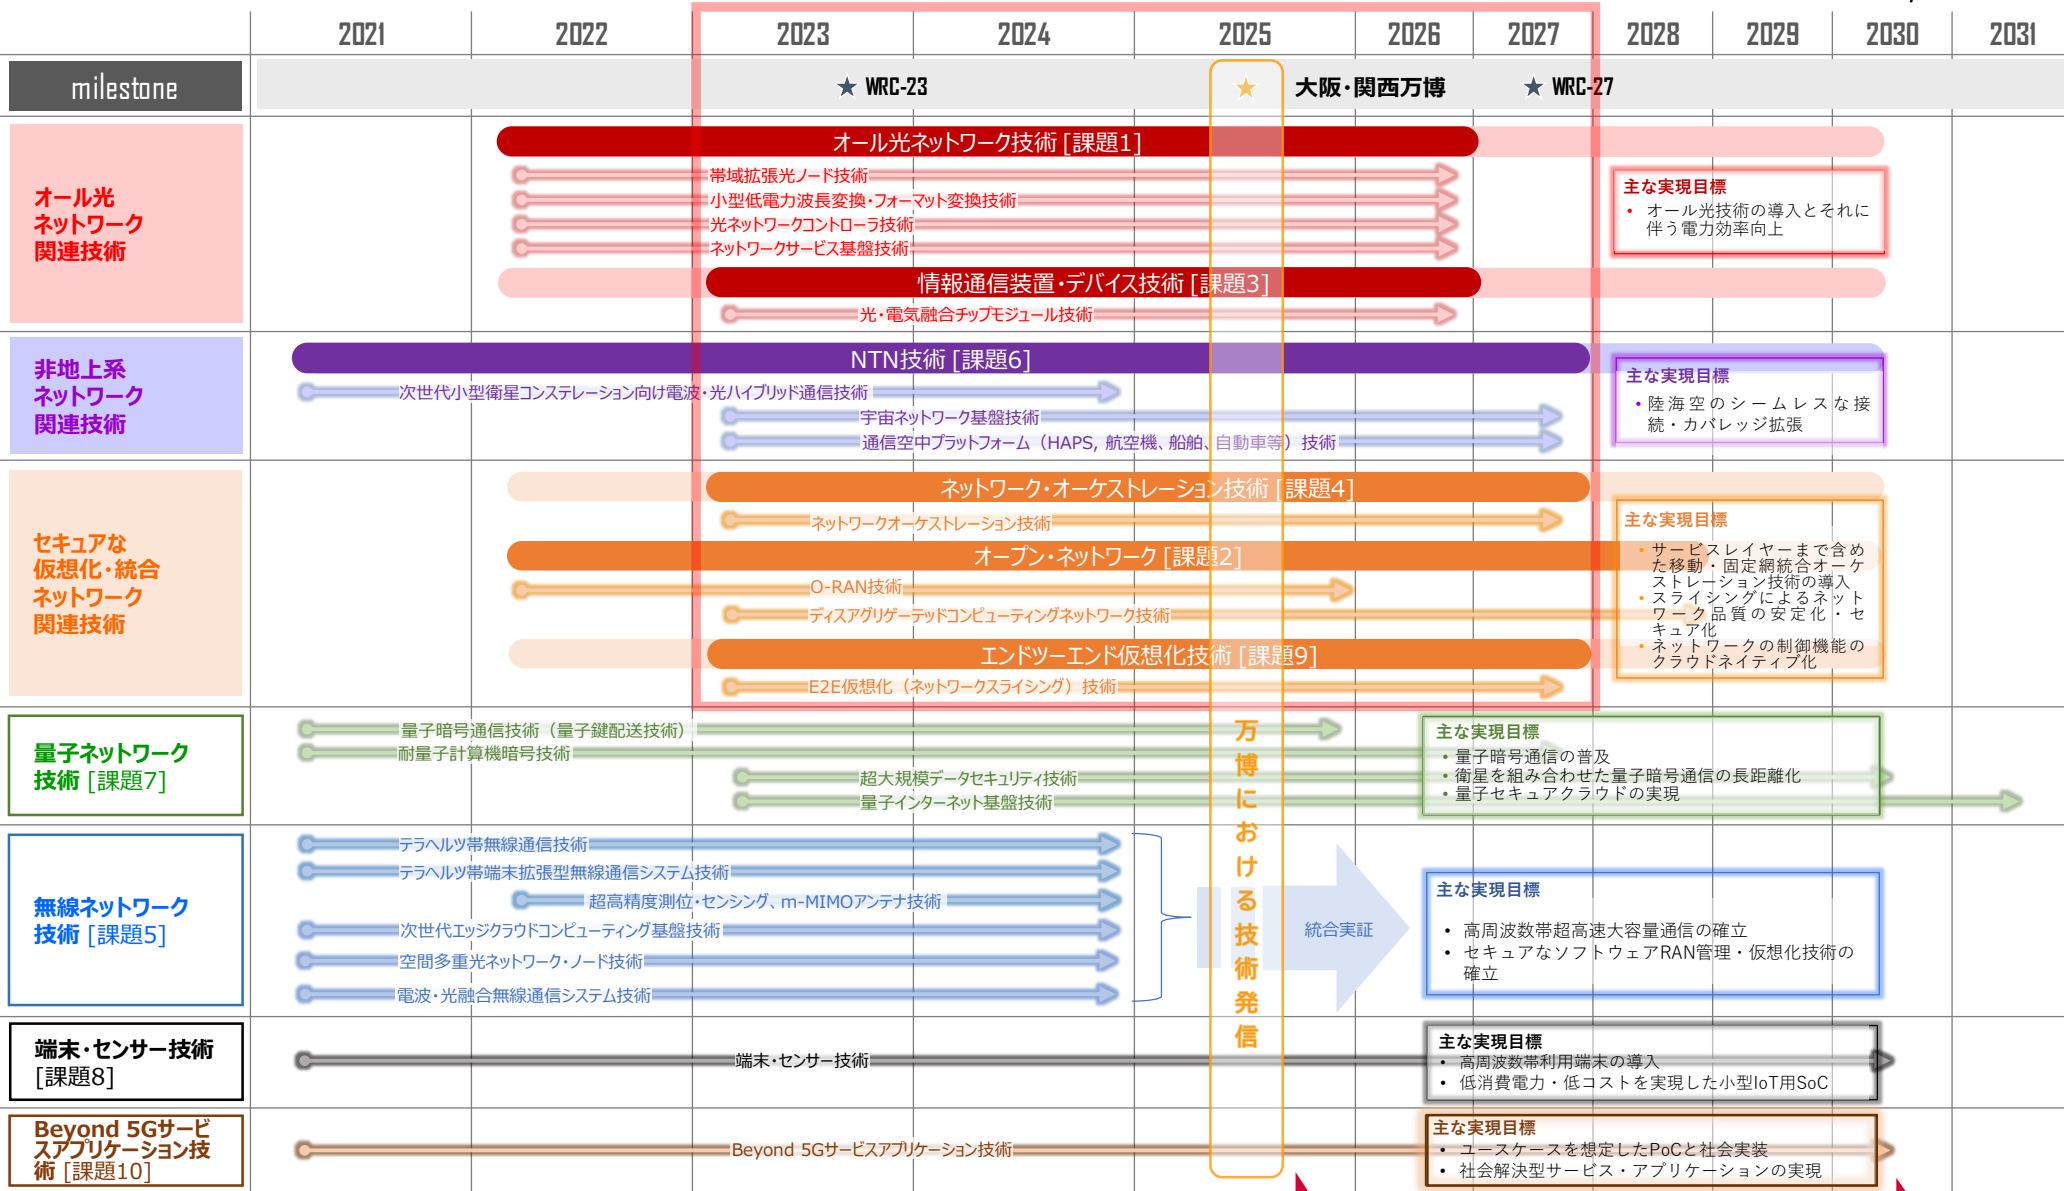 2021 2022 2023 2024 2025 2026 2027 2028 2029 2030 2031
milestone
★ WRC-23
★
大阪・関西万博
★ WRC-27
オール光
ネットワーク
関連技術
オール光ネットワーク技術 [課題1]
帯域拡張光ノード技術
小型低電力波長変換・フォーマット変換技術
光ネットワークコントローラ技術
ネットワークサービス基盤技術
情報通信装置・デバイス技術 [課題3]
光・電気融合チップモジュール技術
主な実現目標
• オール光技術の導入とそれに
伴う電力効率向上
非地上系
ネットワーク
関連技術
NTN技術 [課題6]
次世代小型衛星コンステレーション向け電波・光ハイブリッド通信技術
宇宙ネットワーク基盤技術
通信空中プラットフォーム（HAPS, 航空機、船舶、自動車等）技術
主な実現目標
• 陸海空のシームレスな接
続・カバレッジ拡張
セキュアな
仮想化・統合
ネットワーク
関連技術
ネットワーク・オーケストレーション技術 [課題4]
ネットワークオーケストレーション技術
オープン・ネットワーク [課題2]
O-RAN技術
ディスアグリゲーテッドコンピューティングネットワーク技術
エンドツーエンド仮想化技術 [課題9]
E2E仮想化（ネットワークスライシング）技術
主な実現目標
• サービスレイヤーまで含め
た移動・固定網統合オーケ
ストレーション技術の導入
• スライシングによるネット
ワーク品質の安定化・セ
キュア化
• ネットワークの制御機能の
クラウドネイティブ化
量子ネットワーク
技術 [課題7]
量子暗号通信技術（量子鍵配送技術）
耐量子計算機暗号技術
超大規模データセキュリティ技術
量子インターネット基盤技術
主な実現目標
• 量子暗号通信の普及
• 衛星を組み合わせた量子暗号通信の長距離化
• 量子セキュアクラウドの実現
万博における技術発信
無線ネットワーク
技術 [課題5]
テラヘルツ帯無線通信技術
テラヘルツ帯端末拡張型無線通信システム技術
超高精度測位・センシング、m-MIMOアンテナ技術
次世代エッジクラウドコンピューティング基盤技術
空間多重光ネットワーク・ノード技術
電波・光融合無線通信システム技術
統合実証
主な実現目標
• 高周波数帯超高速大容量通信の確立
• セキュアなソフトウェアRAN管理・仮想化技術の
確立
端末・センサー技術
[課題8]
端末・センサー技術
主な実現目標
• 高周波数帯利用端末の導入
• 低消費電力・低コストを実現した小型IoT用SoC
Beyond 5Gサービ
スアプリケーション技
術 [課題10]
Beyond 5Gサービスアプリケーション技術
主な実現目標
• ユースケースを想定したPoCと社会実装
• 社会解決型サービス・アプリケーションの実現